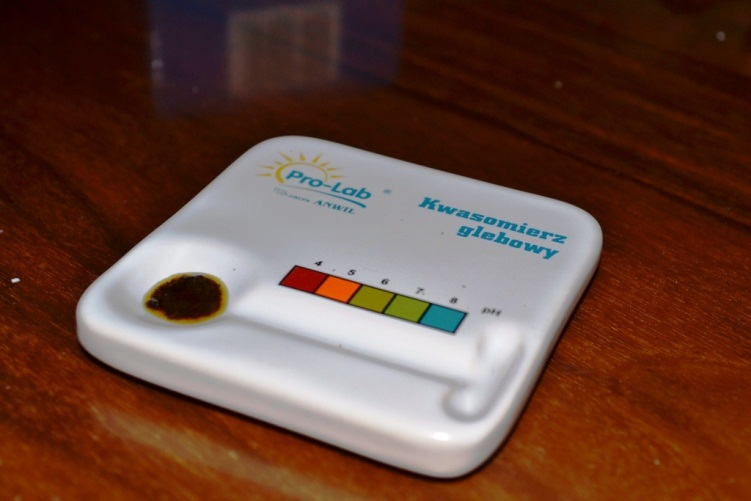 Pro-Lab
ANWIL
Kwasomierz
glebowy
4 5 6 7 8 pH